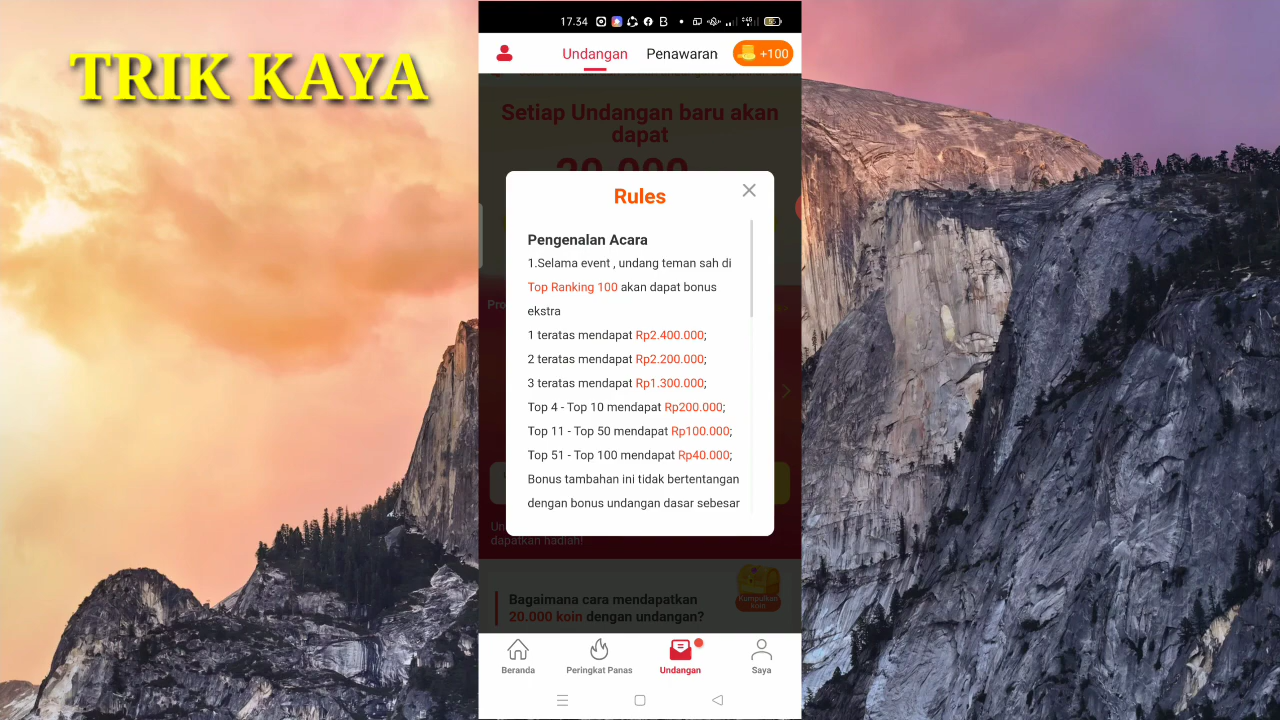 TRIK KAYA
17.34
Undangan Penawaran +100
Setiap Undangan baru akan
dapat
20.000
Rules
Pengenalan Acara
1.Selama event , undang teman sah di
Top Ranking 100 akan dapat bonus
ekstra
1 teratas mendapat Rp2.400.000;
2 teratas mendapat Rp2.200.000;
3 teratas mendapat Rp1.300.000;
Top 4 - Top 10 mendapat Rp200.000;
Top 11 - Top 50 mendapat Rp100.000;
Top 51 - Top 100 mendapat Rp40.000;
Bonus tambahan ini tidak bertentangan
dengan bonus undangan dasar sebesar
dapatkan hadiah!
Bagaimana cara mendapatkan
20.000 koin dengan undangan?
Kumpulkan
koin
Beranda Peringkat Panas Undangan Saya